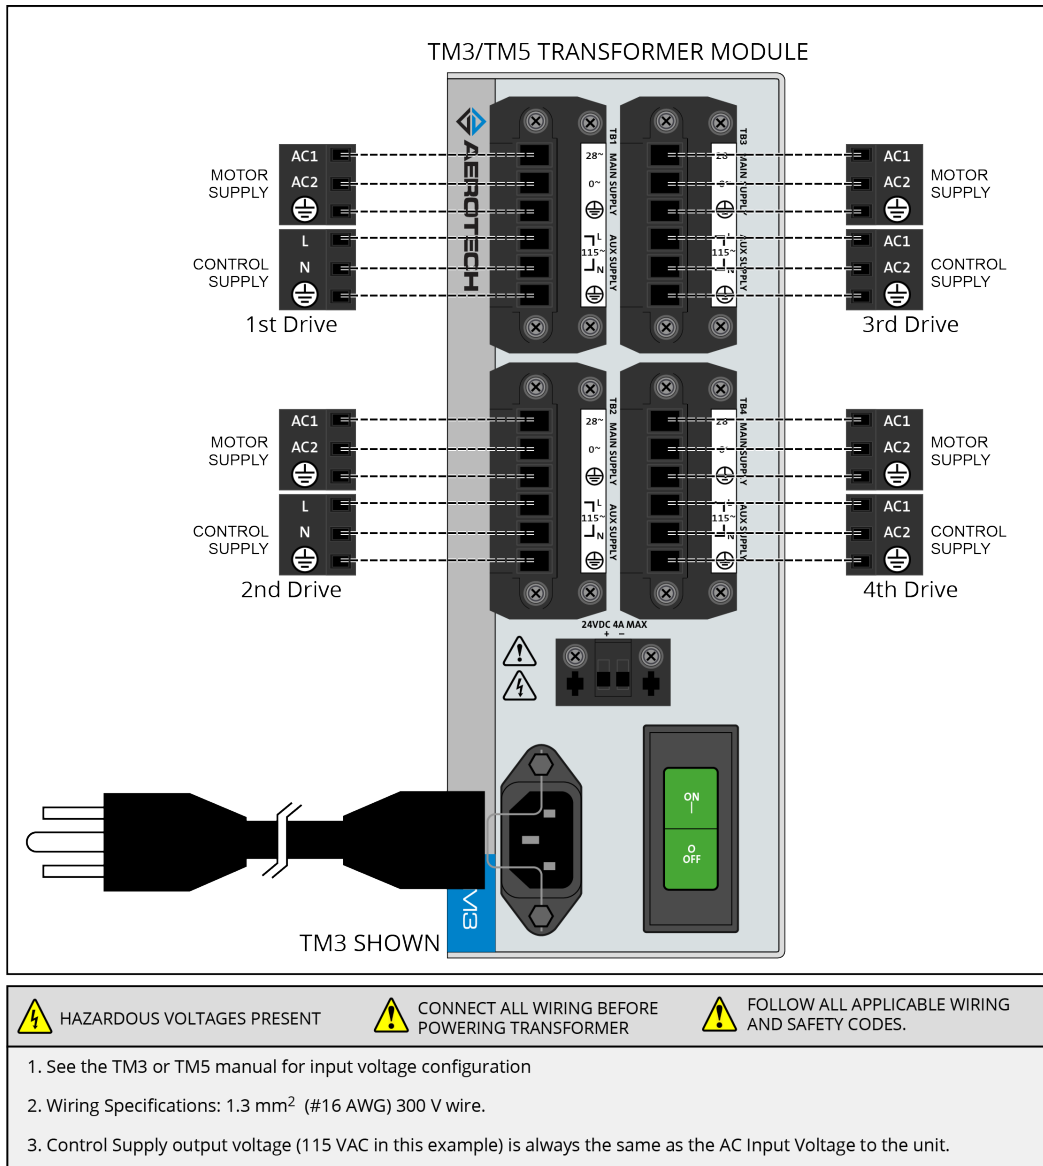 TM3/TM5 TRANSFORMER MODULE
AEROTECH
MOTOR
SUPPLY
AC1
AC2
CONTROL
SUPPLY
L
N
1st Drive
TB1 MAIN SUPPLY
28~
0~
AUX SUPPLY
L
115~
N
TB3 MAIN SUPPLY
28
0~
AUX SUPPLY
L
115~
N
AC1
AC2
MOTOR
SUPPLY
AC1
AC2
CONTROL
SUPPLY
3rd Drive
MOTOR
SUPPLY
AC1
AC2
CONTROL
SUPPLY
L
N
2nd Drive
TB2 MAIN SUPPLY
28~
0~
AUX SUPPLY
L
115~
N
TB4 MAIN SUPPLY
28
0~
AUX SUPPLY
L
115~
N
AC1
AC2
MOTOR
SUPPLY
AC1
AC2
CONTROL
SUPPLY
4th Drive
24VDC 4A MAX
+ −
ON
|
O
OFF
TM3 SHOWN
HAZARDOUS VOLTAGES PRESENT
CONNECT ALL WIRING BEFORE
POWERING TRANSFORMER
FOLLOW ALL APPLICABLE WIRING
AND SAFETY CODES.
1. See the TM3 or TM5 manual for input voltage configuration
2. Wiring Specifications: 1.3 mm² (#16 AWG) 300 V wire.
3. Control Supply output voltage (115 VAC in this example) is always the same as the AC Input Voltage to the unit.